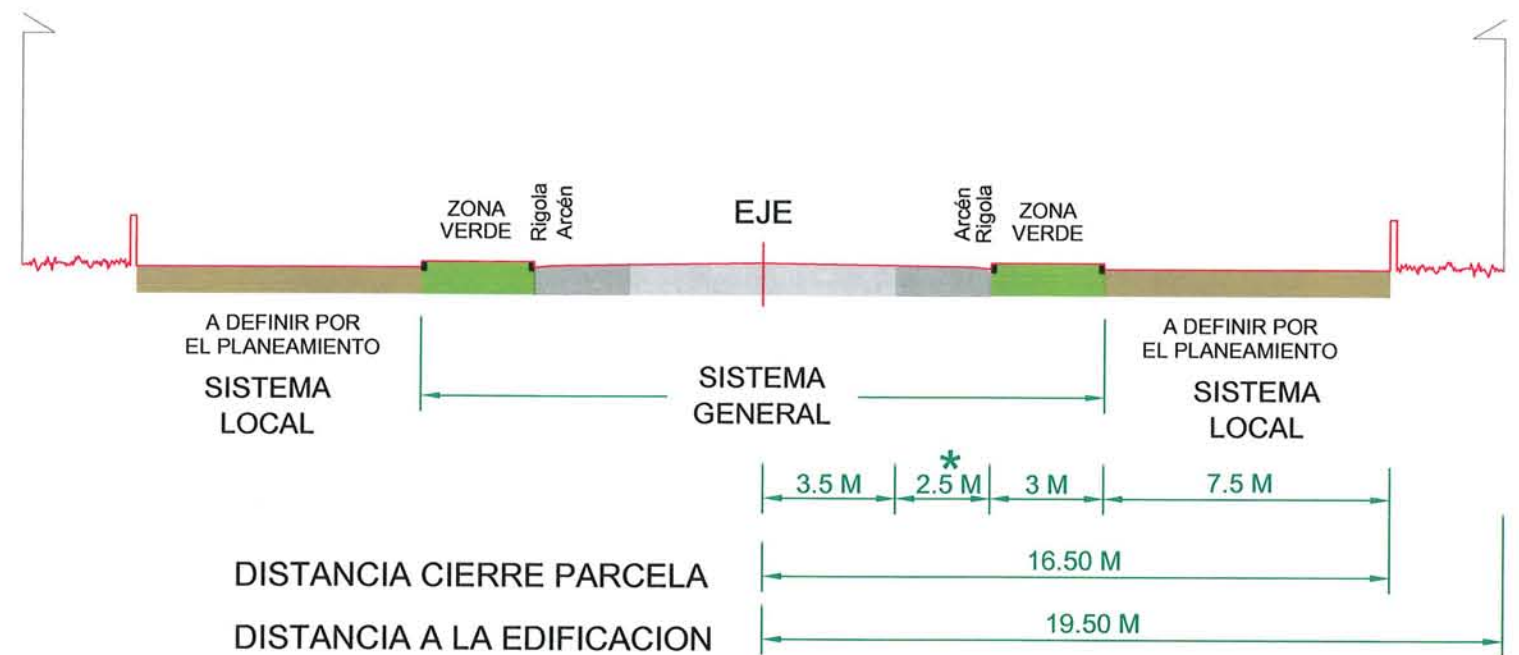 ZONA
VERDE
Rigola
Arcén
EJE
Arcén
Rigola
ZONA
VERDE
A DEFINIR POR
EL PLANEAMIENTO
SISTEMA
LOCAL
SISTEMA
GENERAL
A DEFINIR POR
EL PLANEAMIENTO
SISTEMA
LOCAL
*
3.5 M 2.5 M 3 M 7.5 M
DISTANCIA CIERRE PARCELA 16.50 M
DISTANCIA A LA EDIFICACION 19.50 M